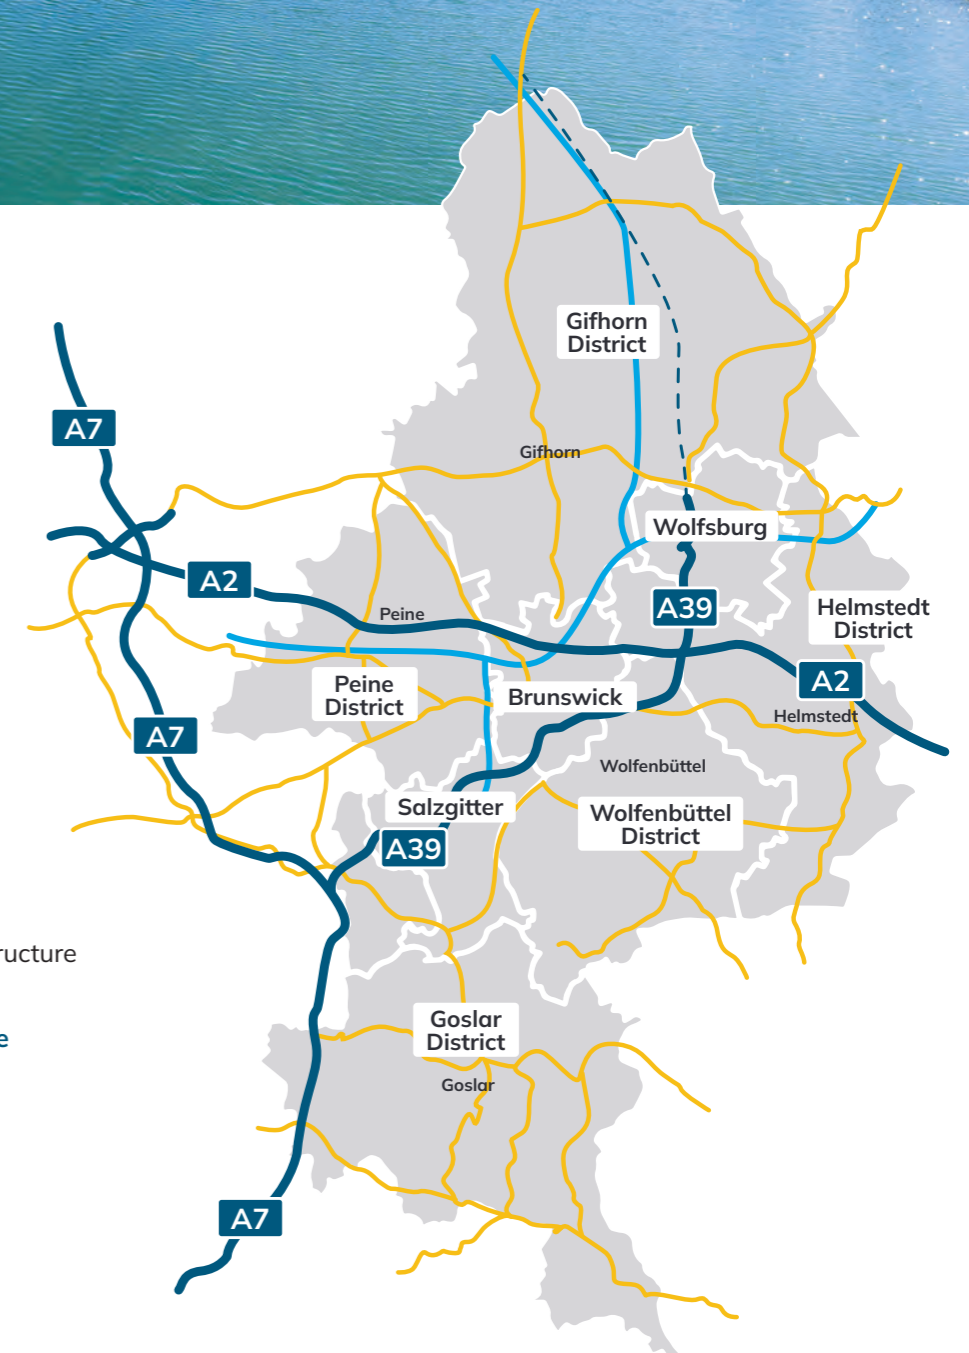 Gifhorn
District
A7
Gifhorn
Wolfsburg
A2
A39
Peine
Helmstedt
District
A2
Peine
District
Brunswick
Helmstedt
A7
Wolfenbüttel
Salzgitter
Wolfenbüttel
District
A39
ructure
Goslar
District
e
Goslar
A7